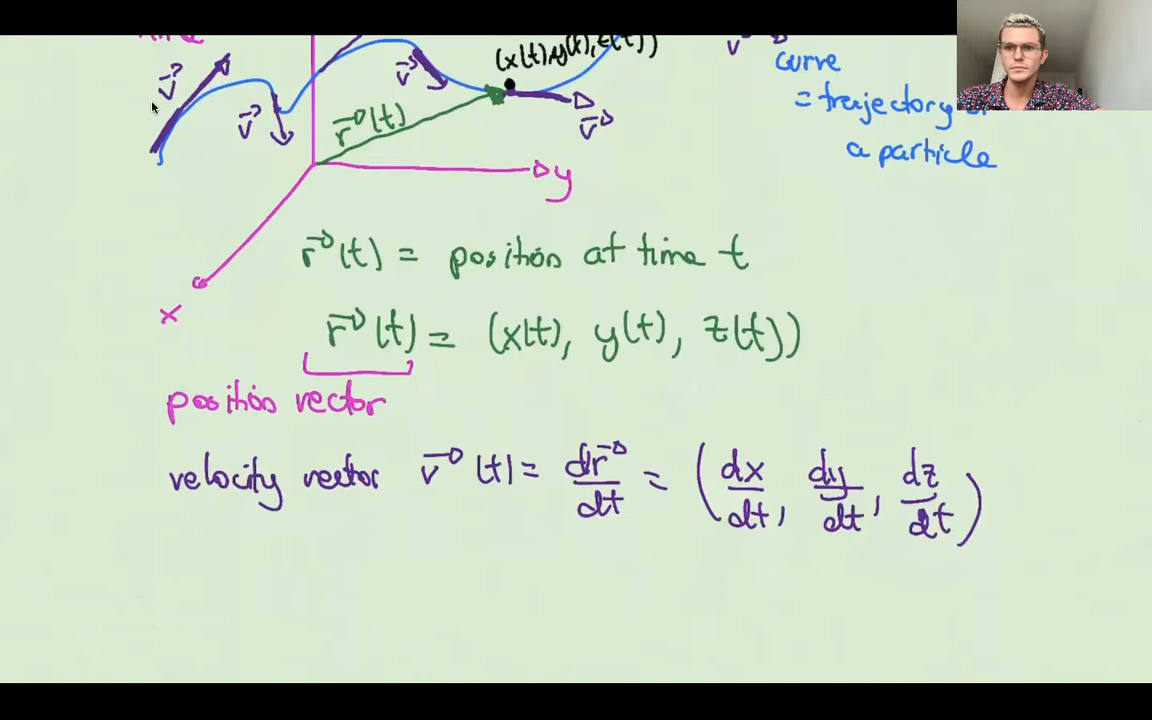 (x(t), y(t), z(t))
v⃗?
v⃗?
v⃗?
v⃗
r⃗(t)
v⃗
curve
= trajectory
a particle
y
x
r⃗(t) = position at time t
r⃗(t) = (x(t), y(t), z(t))
position vector
velocity vector v⃗(t) = dr⃗/dt = (dx/dt, dy/dt, dz/dt)